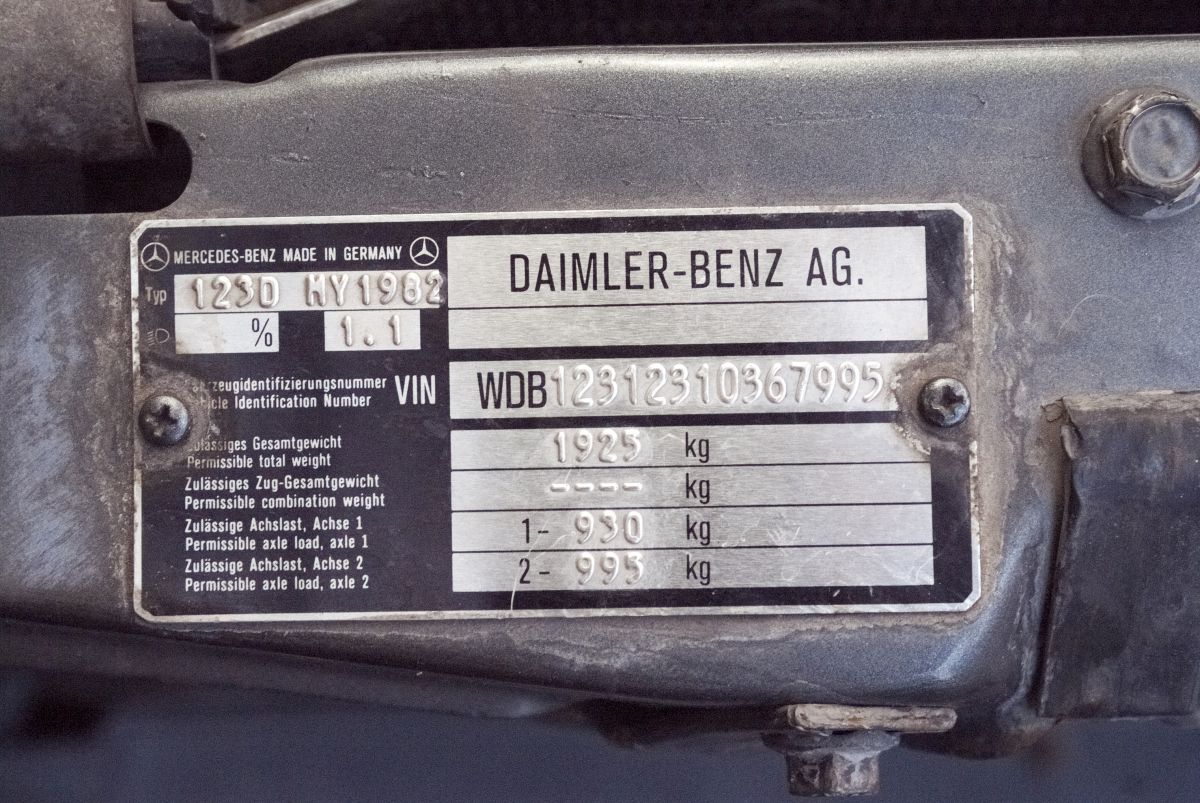 MERCEDES-BENZ MADE IN GERMANY
DAIMLER-BENZ AG.
Typ 123D MY1982
% 1.1
VIN WDB12312310367995
Vehicle Identification Number
Zulässiges Gesamtgewicht
Permissible total weight
1925 kg
Zulässiges Zug-Gesamtgewicht
Permissible combination weight
---- kg
Zulässige Achslast, Achse 1
Permissible axle load, axle 1
1- 930 kg
Zulässige Achslast, Achse 2
Permissible axle load, axle 2
2- 995 kg